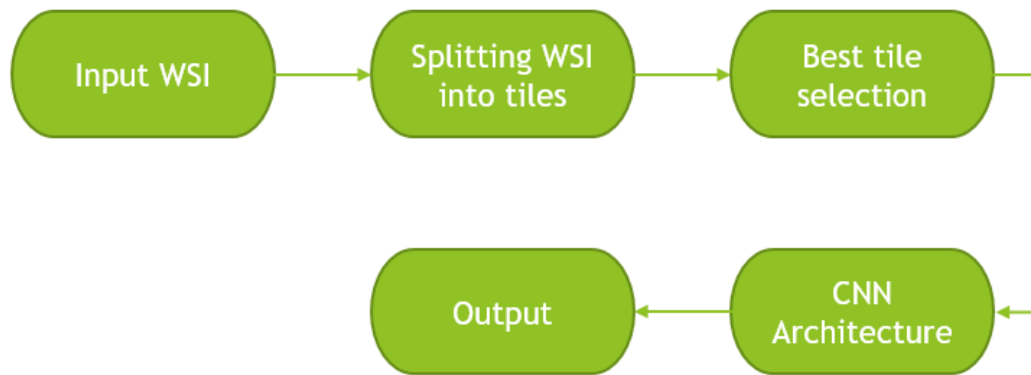 Input WSI
Splitting WSI
into tiles
Best tile
selection
Output
CNN
Architecture